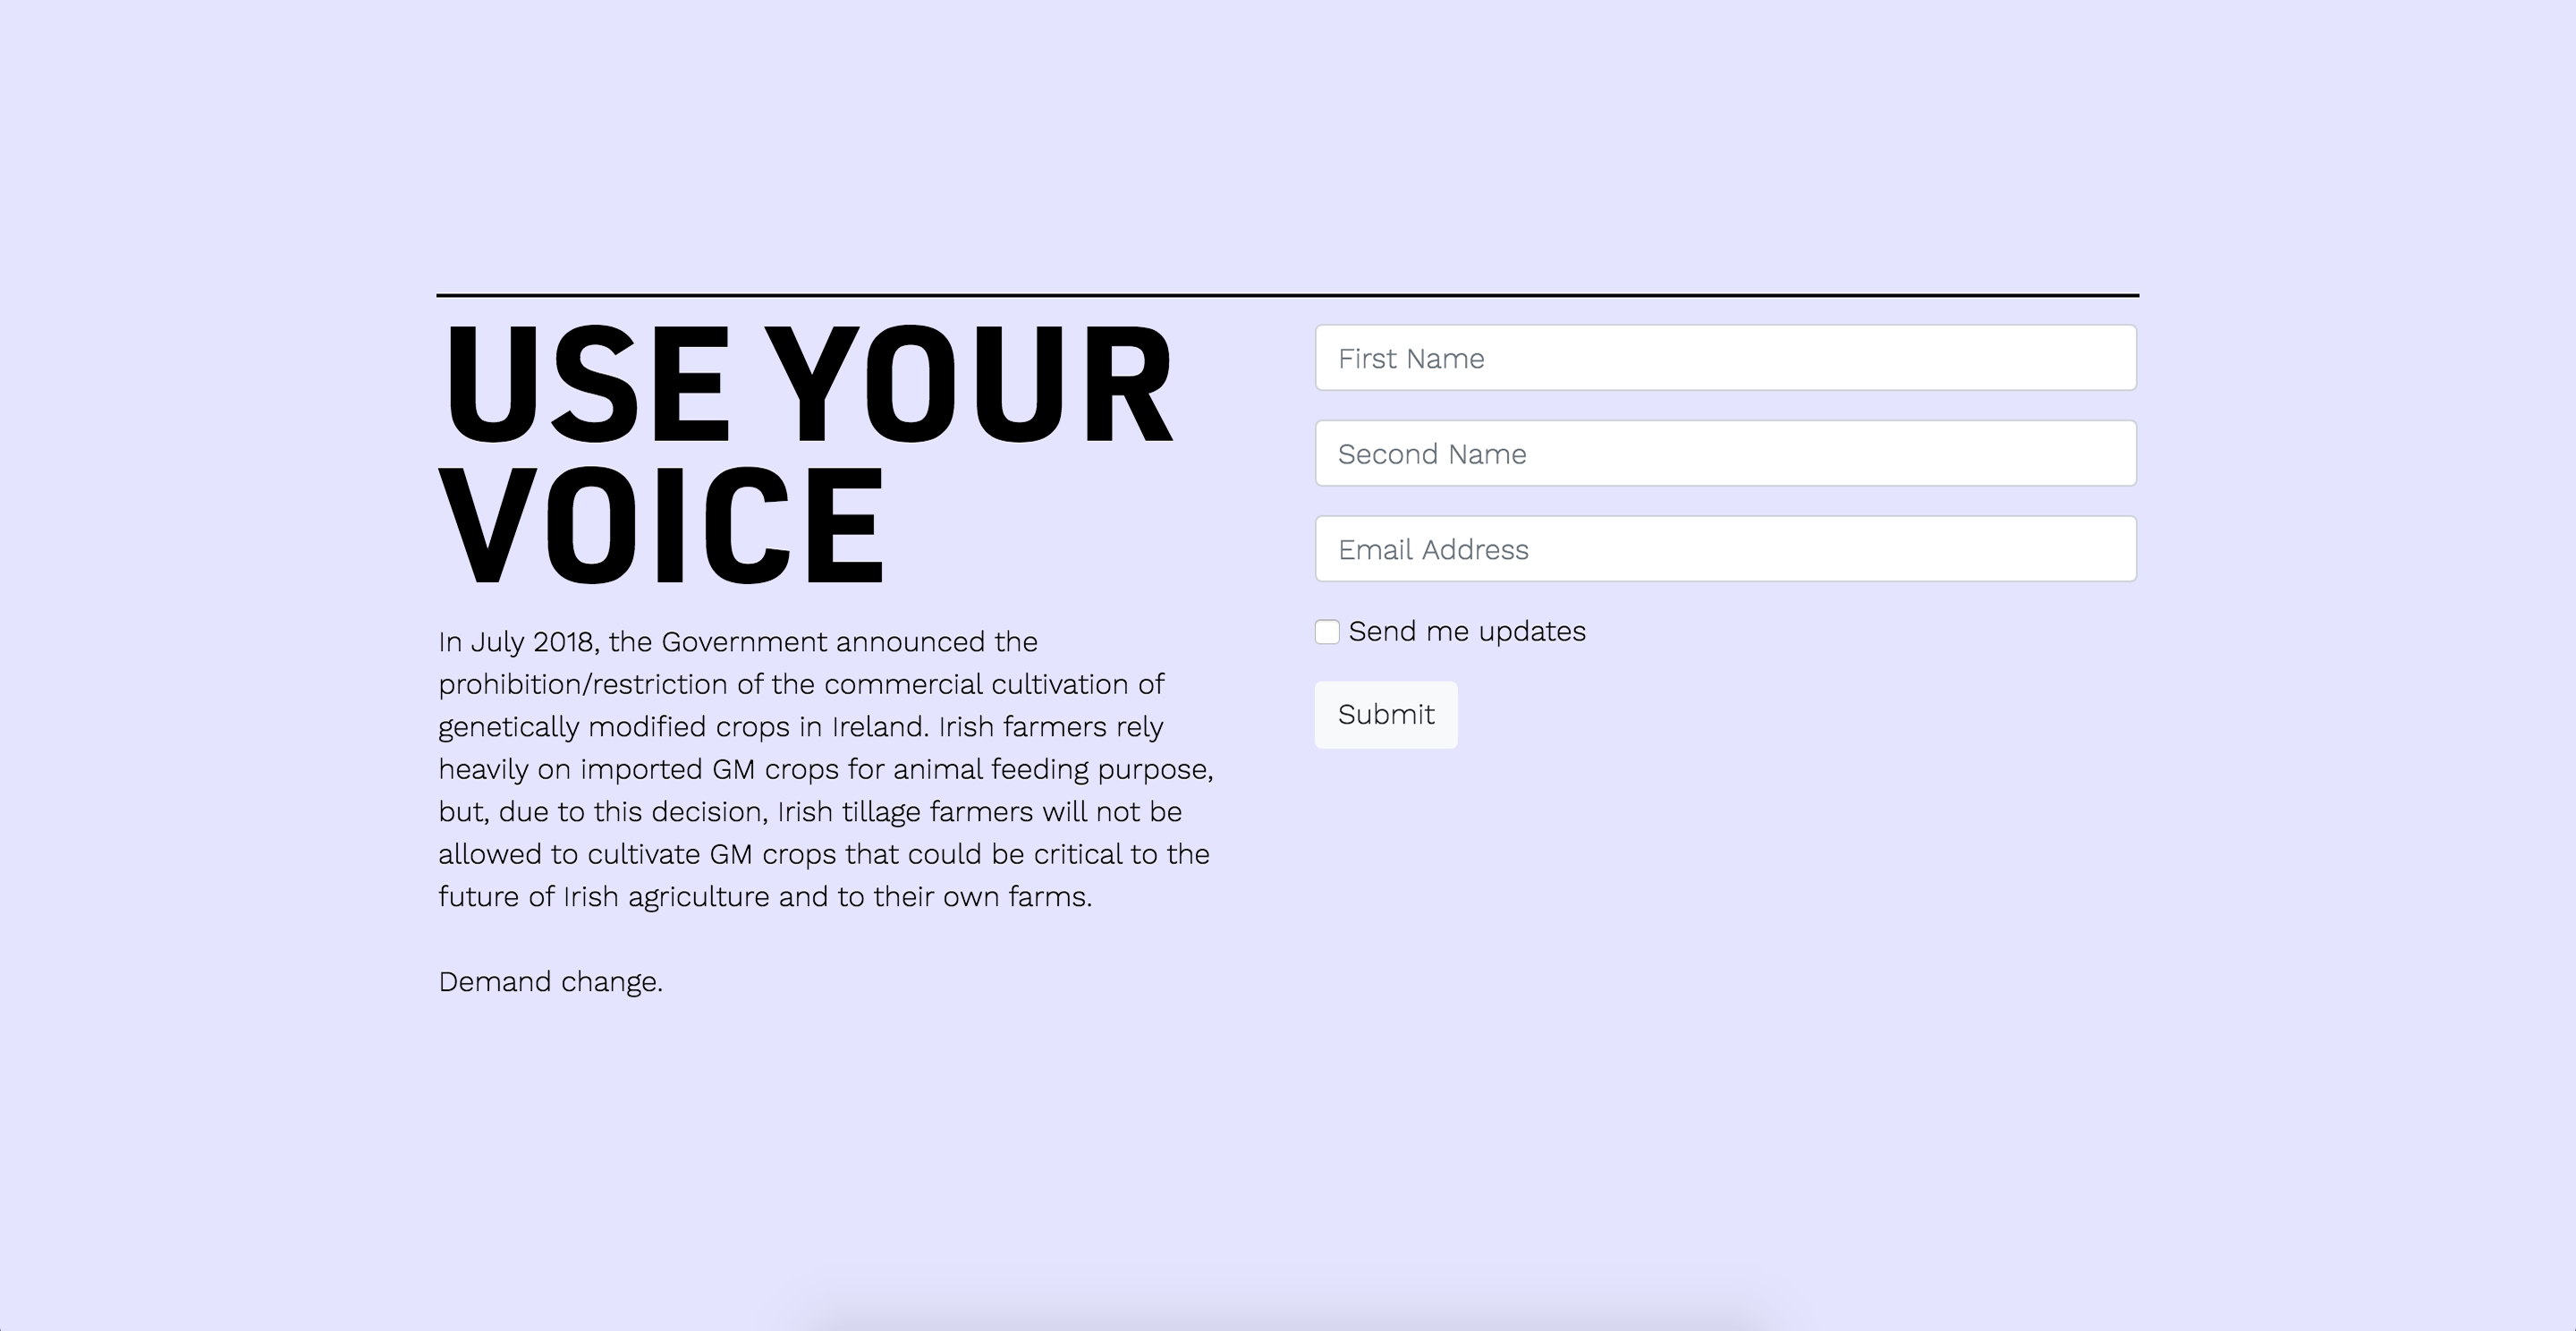 USE YOUR
VOICE
In July 2018, the Government announced the
prohibition/restriction of the commercial cultivation of
genetically modified crops in Ireland. Irish farmers rely
heavily on imported GM crops for animal feeding purpose,
but, due to this decision, Irish tillage farmers will not be
allowed to cultivate GM crops that could be critical to the
future of Irish agriculture and to their own farms.
Demand change.
First Name
Second Name
Email Address
Send me updates
Submit